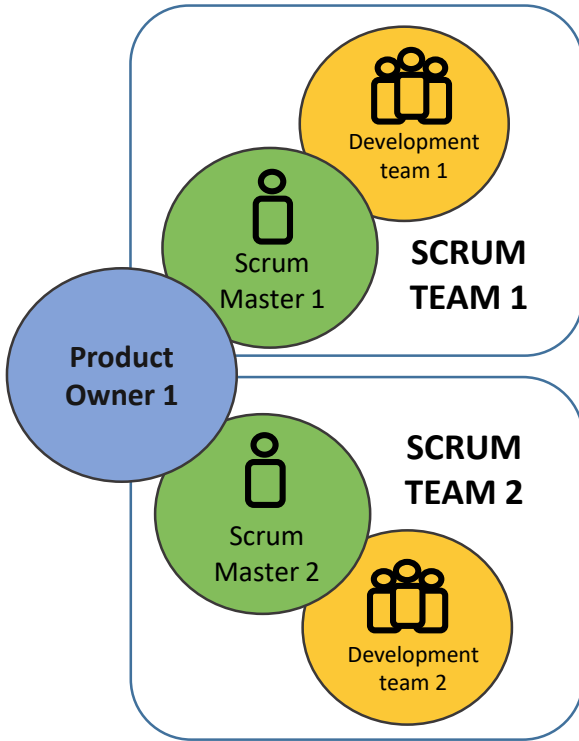 Development
team 1
Scrum
Master 1
SCRUM
TEAM 1
Product
Owner 1
SCRUM
TEAM 2
Scrum
Master 2
Development
team 2